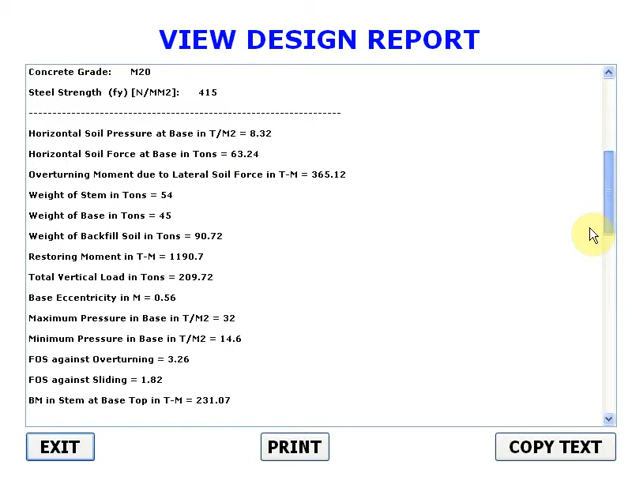 VIEW DESIGN REPORT
Concrete Grade: M20
Steel Strength (fy) [N/MM2]: 415
------------------------------------------------------------------
Horizontal Soil Pressure at Base in T/M2 = 8.32
Horizontal Soil Force at Base in Tons = 63.24
Overturning Moment due to Lateral Soil Force in T-M = 365.12
Weight of Stem in Tons = 54
Weight of Base in Tons = 45
Weight of Backfill Soil in Tons = 90.72
Restoring Moment in T-M = 1190.7
Total Vertical Load in Tons = 209.72
Base Eccentricity in M = 0.56
Maximum Pressure in Base in T/M2 = 32
Minimum Pressure in Base in T/M2 = 14.6
FOS against Overturning = 3.26
FOS against Sliding = 1.82
BM in Stem at Base Top in T-M = 231.07
EXIT
PRINT
COPY TEXT